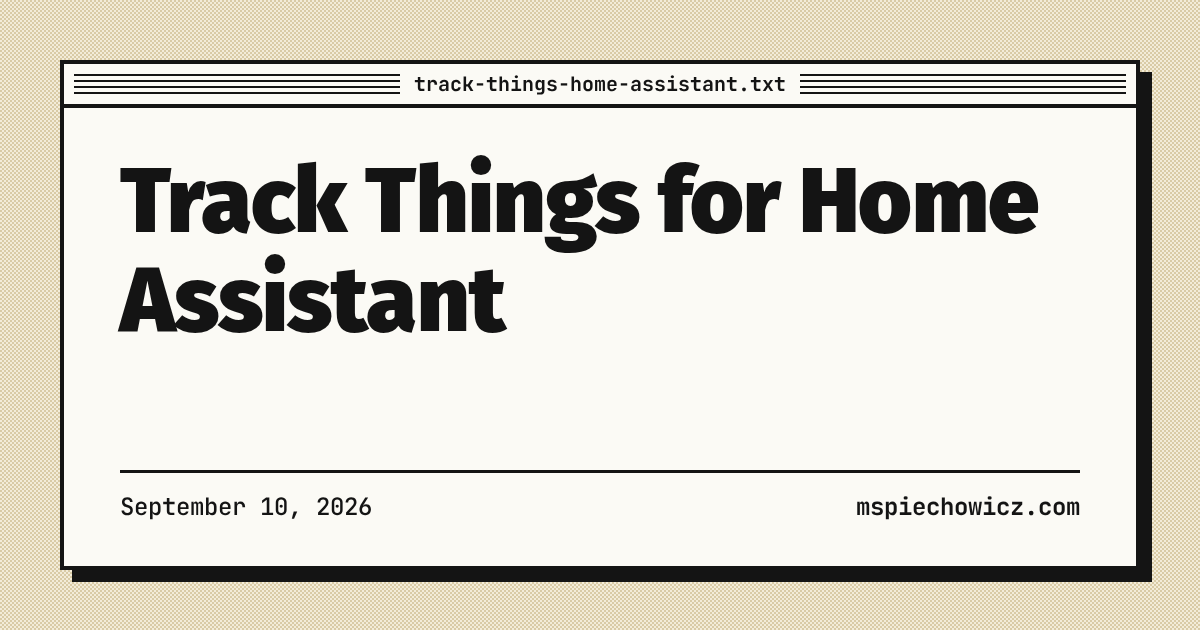 track-things-home-assistant.txt
Track Things for Home
Assistant
September 10, 2026
mspiechowicz.com